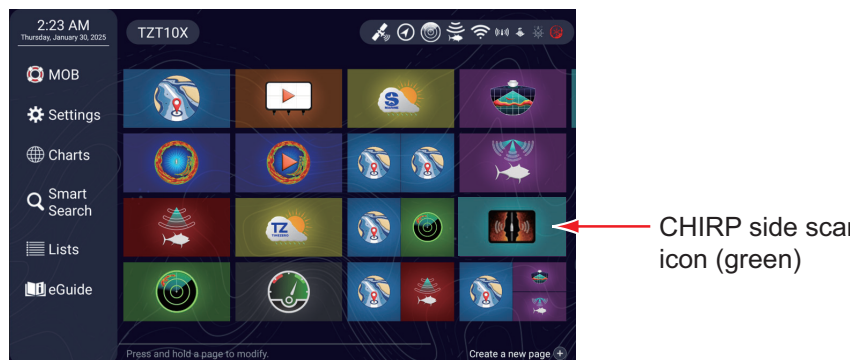 2:23 AM
Thursday, January 30, 2025
TZT10X
MOB
Settings
Charts
Smart
Search
Lists
eGuide
S
TZ
TIMEZERO
Press and hold a page to modify.
Create a new page +
CHIRP side scan
icon (green)